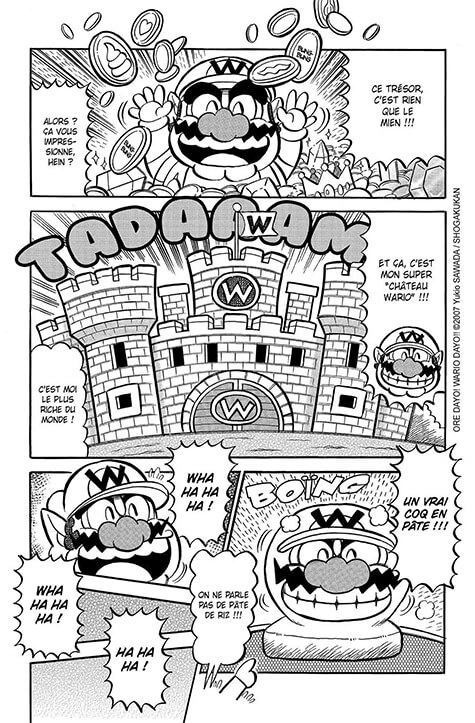 BLING-
BLING
CE TRÉSOR,
C'EST RIEN
QUE LE
MIEN !!!
ALORS ?
ÇA VOUS
IMPRES-
SIONNE,
HEIN ?
BLING-
BLING
TADAAAAM
W
ET ÇA, C'EST
MON SUPER
"CHÂTEAU
WARIO" !!!
W
W
C'EST MOI
LE PLUS
RICHE DU
MONDE !
W
WHA
HA HA
HA !
BOÏNG
UN VRAI
COQ EN
PÂTE !!!
W
WHA
HA HA
HA !
ON NE PARLE
PAS DE PÂTE
DE RIZ !!!
HA HA
HA !
ORE DAYO! WARIO DAYO!! ©2007 Yukio SAWADA / SHOGAKUKAN